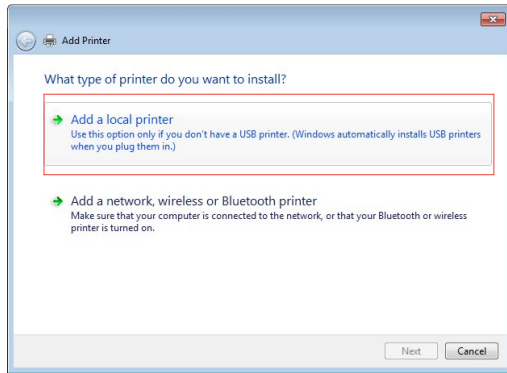 Add Printer
What type of printer do you want to install?
Add a local printer
Use this option only if you don't have a USB printer. (Windows automatically installs USB printers
when you plug them in.)
Add a network, wireless or Bluetooth printer
Make sure that your computer is connected to the network, or that your Bluetooth or wireless
printer is turned on.
Next Cancel